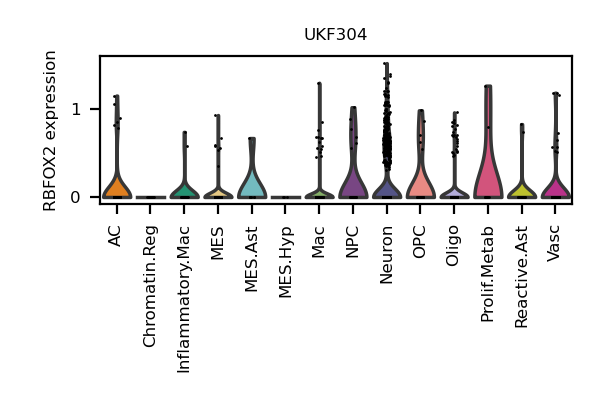 UKF304
RBFOX2 expression
1
0
AC
Chromatin.Reg
Inflammatory.Mac
MES
MES.Ast
MES.Hyp
Mac
NPC
Neuron
OPC
Oligo
Prolif.Metab
Reactive.Ast
Vasc